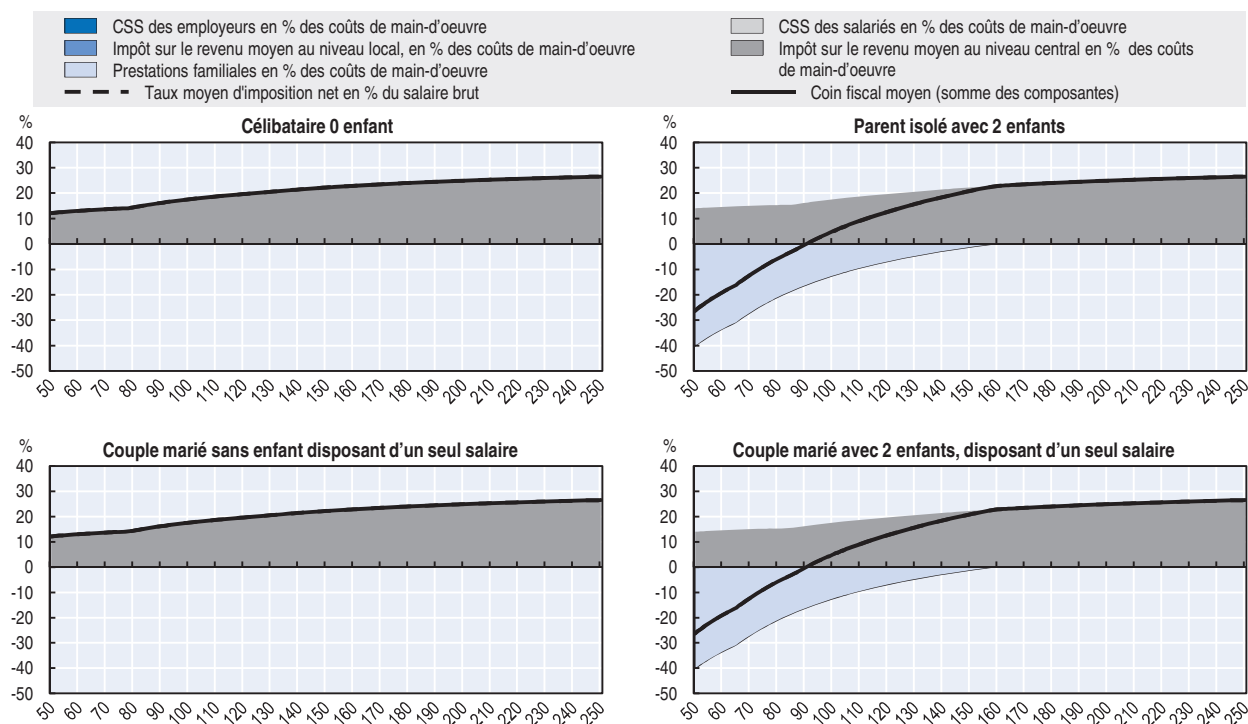 CSS des employeurs en % des coûts de main-d'oeuvre
Impôt sur le revenu moyen au niveau local, en % des coûts de main-d'oeuvre
Prestations familiales en % des coûts de main-d'oeuvre
Taux moyen d'imposition net en % du salaire brut
CSS des salariés en % des coûts de main-d'oeuvre
Impôt sur le revenu moyen au niveau central en % des coûts
de main-d'oeuvre
Coin fiscal moyen (somme des composantes)
%
Célibataire 0 enfant
40
30
20
10
0
-10
-20
-30
-40
-50
50 60 70 80 90 100 110 120 130 140 150 160 170 180 190 200 210 220 230 240 250
%
Parent isolé avec 2 enfants
40
30
20
10
0
-10
-20
-30
-40
-50
50 60 70 80 90 100 110 120 130 140 150 160 170 180 190 200 210 220 230 240 250
%
Couple marié sans enfant disposant d’un seul salaire
40
30
20
10
0
-10
-20
-30
-40
-50
50 60 70 80 90 100 110 120 130 140 150 160 170 180 190 200 210 220 230 240 250
%
Couple marié avec 2 enfants, disposant d’un seul salaire
40
30
20
10
0
-10
-20
-30
-40
-50
50 60 70 80 90 100 110 120 130 140 150 160 170 180 190 200 210 220 230 240 250